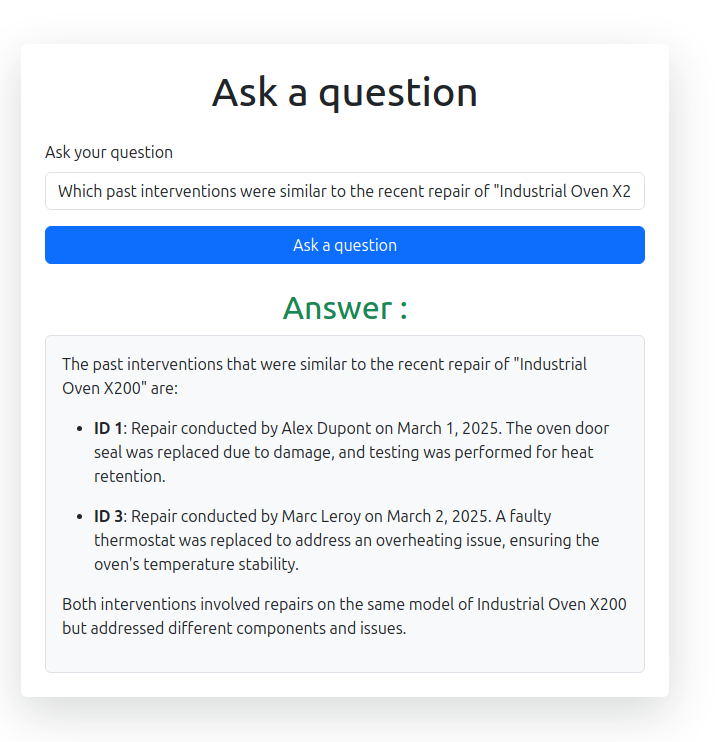 Ask a question
Ask your question
Which past interventions were similar to the recent repair of "Industrial Oven X2
Ask a question
Answer :
The past interventions that were similar to the recent repair of "Industrial
Oven X200" are:
• ID 1: Repair conducted by Alex Dupont on March 1, 2025. The oven door
seal was replaced due to damage, and testing was performed for heat
retention.
• ID 3: Repair conducted by Marc Leroy on March 2, 2025. A faulty
thermostat was replaced to address an overheating issue, ensuring the
oven's temperature stability.
Both interventions involved repairs on the same model of Industrial Oven X200
but addressed different components and issues.